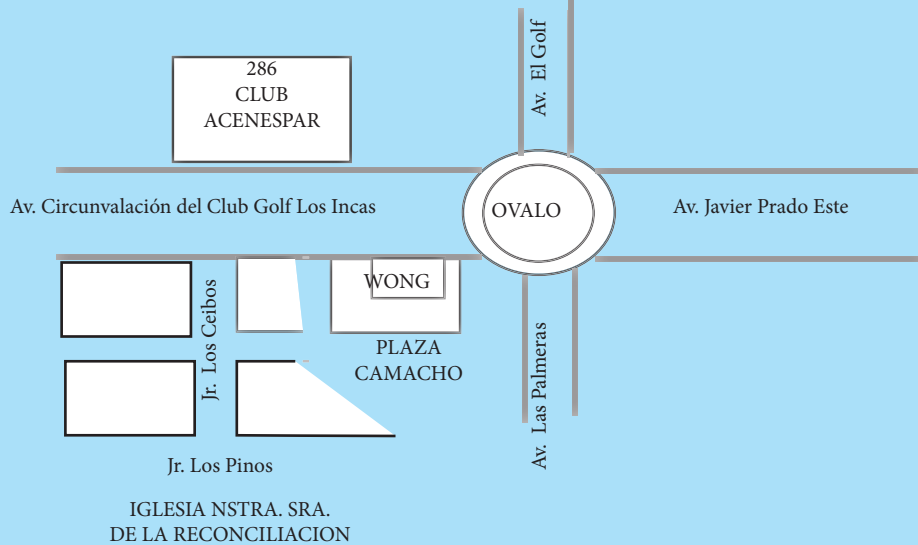 Av.  El Golf
286
CLUB
ACENESPAR
Av. Circunvalación del Club Golf Los Incas
OVALO
Av. Javier Prado Este
WONG
Jr.  Los Ceibos
PLAZA
CAMACHO
Av.  Las Palmeras
Jr. Los Pinos
IGLESIA NSTRA. SRA.
DE LA RECONCILIACION